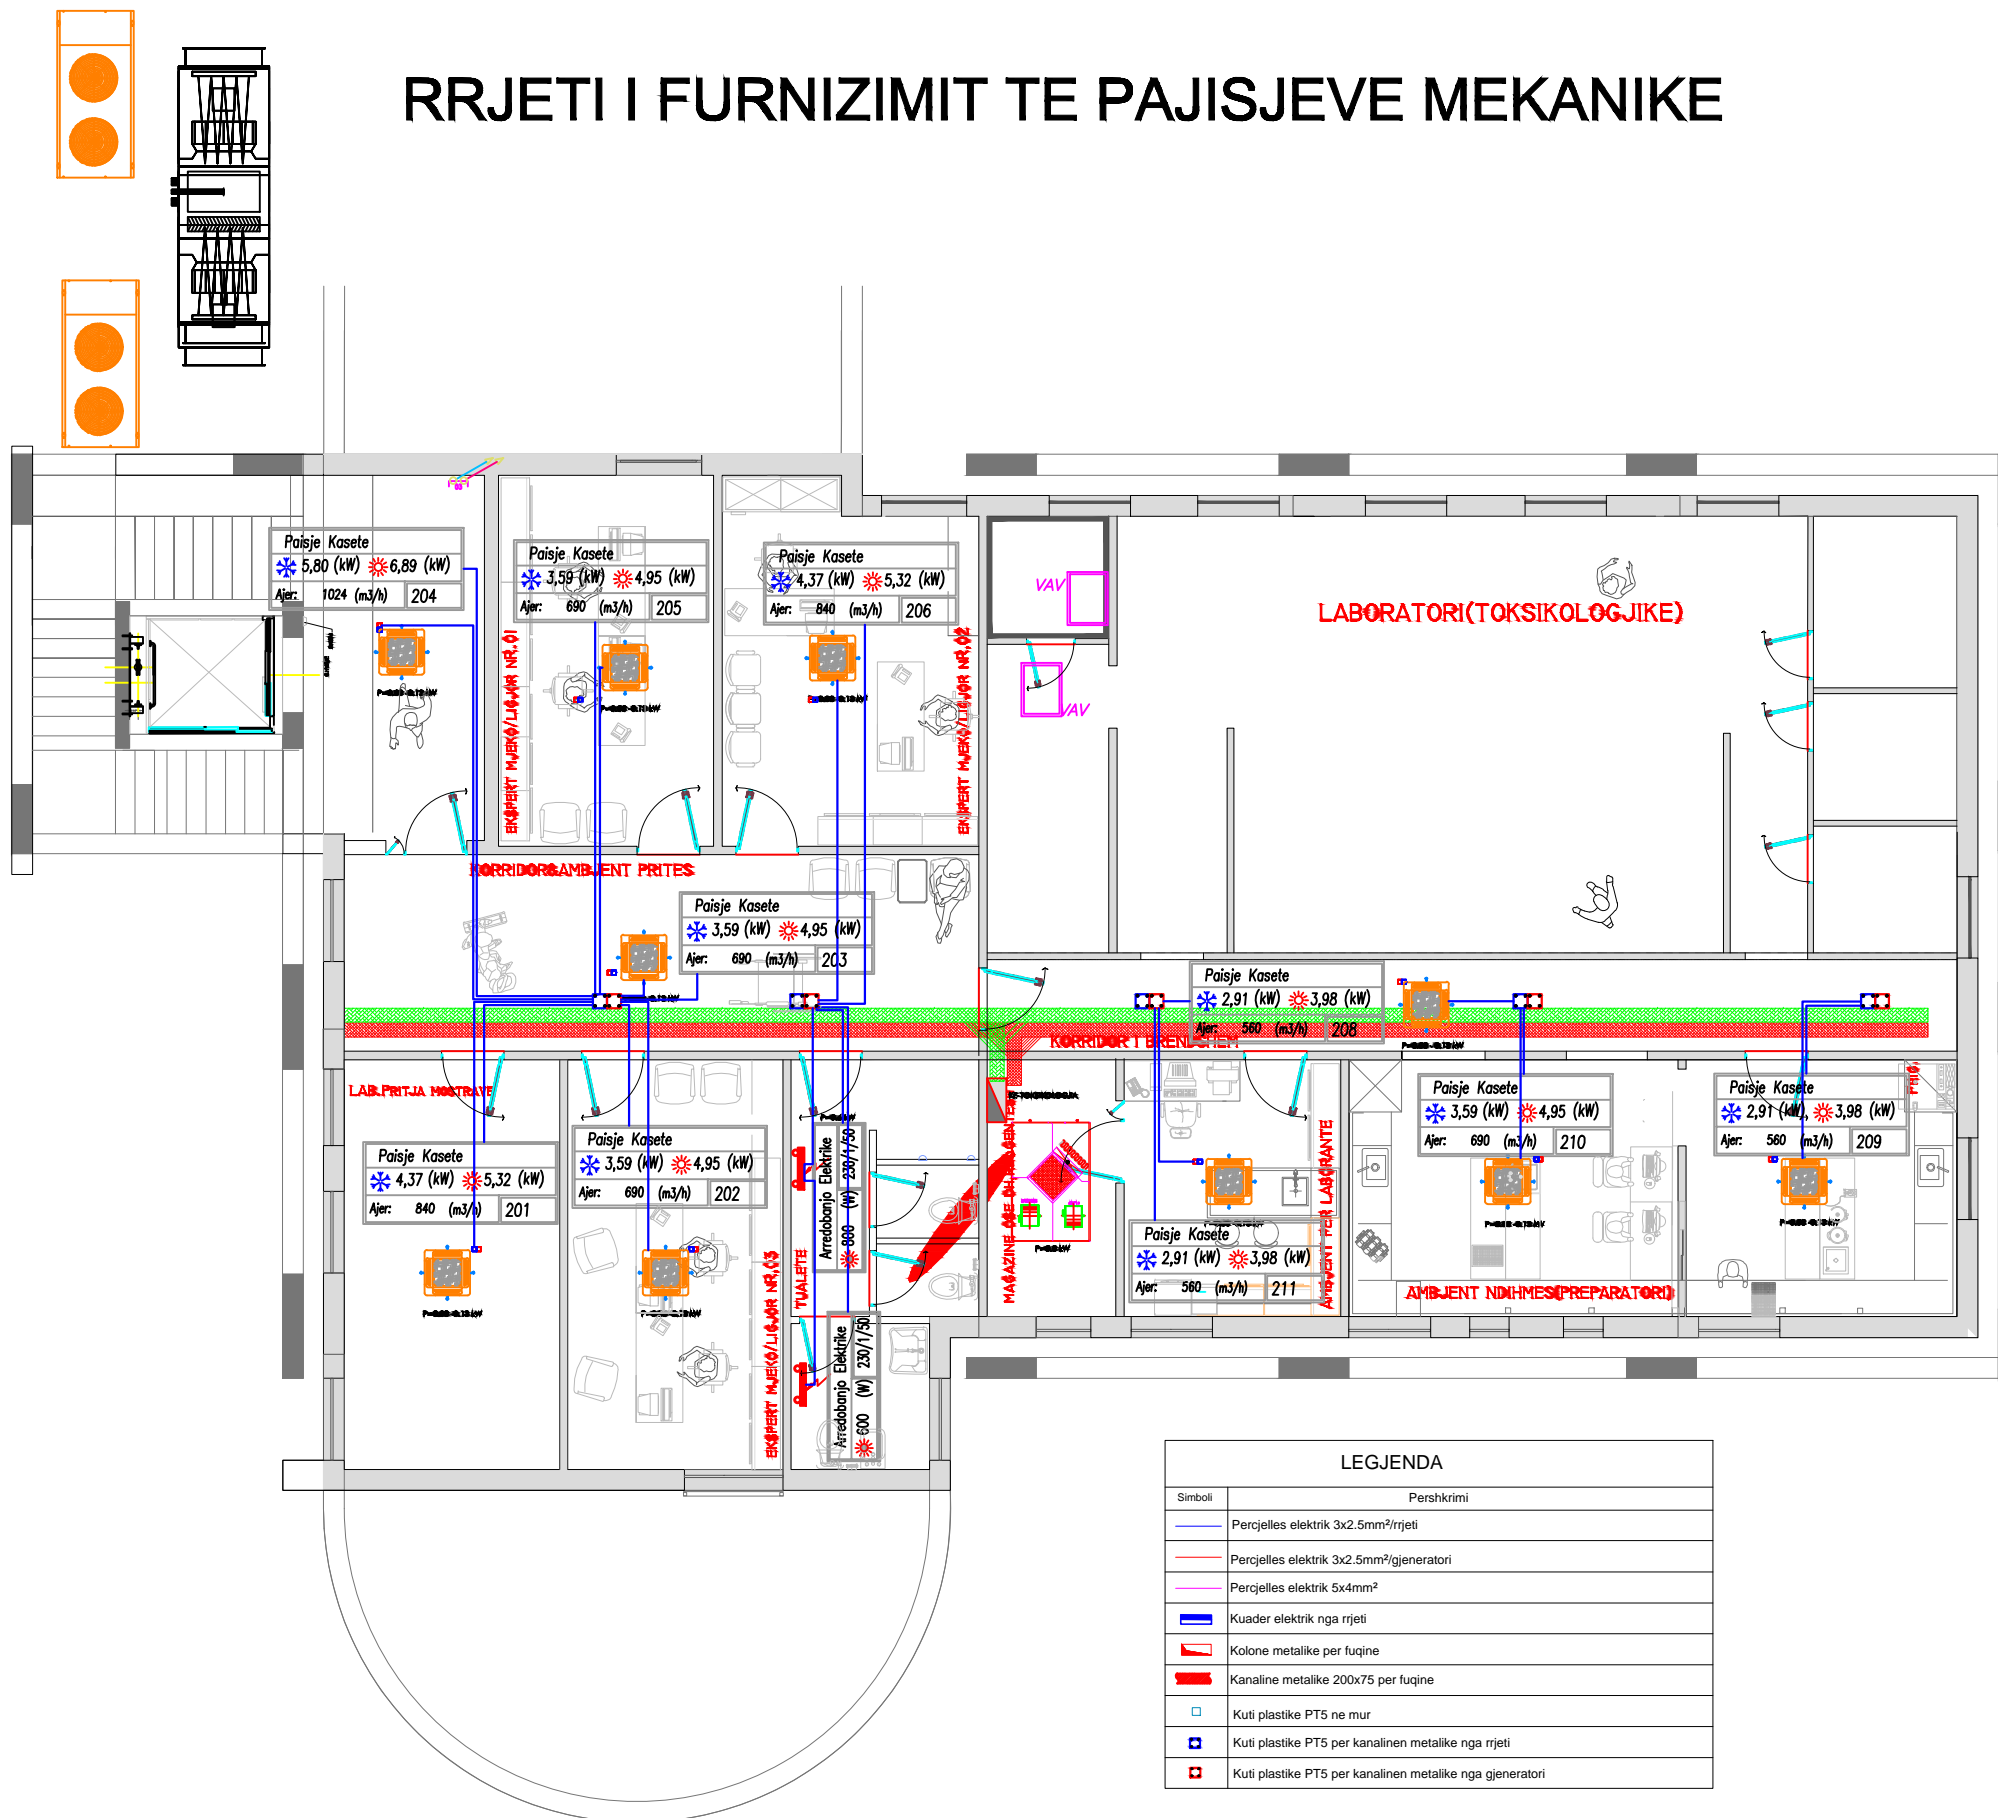 RRJETI I FURNIZIMIT TE PAJISJEVE MEKANIKE
Paisje Kasete
5,80 (kW) 6,89 (kW)
Ajer: 1024 (m3/h) 204
Paisje Kasete
3,59 (kW) 4,95 (kW)
Ajer: 690 (m3/h) 205
Paisje Kasete
4,37 (kW) 5,32 (kW)
Ajer: 840 (m3/h) 206
EKSPERT MJEKO/LIGJOR NR.01
EKSPERT MJEKO/LIGJOR NR.02
VAV
VAV
LABORATORI(TOKSIKOLOGJIKE)
KORRIDOR&AMBJENT PRITES
Paisje Kasete
3,59 (kW) 4,95 (kW)
Ajer: 690 (m3/h) 203
Paisje Kasete
2,91 (kW) 3,98 (kW)
Ajer: 560 (m3/h) 208
KORRIDOR I BRENDSHEM
LAB.PRITJA MOSTRAVE
Paisje Kasete
4,37 (kW) 5,32 (kW)
Ajer: 840 (m3/h) 201
Paisje Kasete
3,59 (kW) 4,95 (kW)
Ajer: 690 (m3/h) 202
EKSPERT MJEKO/LIGJOR NR.03
TUALETE
Arredobanjo Elektrike
800 (W) 230/1/50
Arredobanjo Elektrike
600 (W) 230/1/50
MAGAZINE
Paisje Kasete
2,91 (kW) 3,98 (kW)
Ajer: 560 (m3/h) 211
AMBJENT PER LABORANTE
Paisje Kasete
3,59 (kW) 4,95 (kW)
Ajer: 690 (m3/h) 210
Paisje Kasete
2,91 (kW) 3,98 (kW)
Ajer: 560 (m3/h) 209
AMBJENT NDIHMES(PREPARATORI)
LEGJENDA
Simboli Pershkrimi
Percjelles elektrik 3x2.5mm²/rrjeti
Percjelles elektrik 3x2.5mm²/gjeneratori
Percjelles elektrik 5x4mm²
Kuader elektrik nga rrjeti
Kolone metalike per fuqine
Kanaline metalike 200x75 per fuqine
Kuti plastike PT5 ne mur
Kuti plastike PT5 per kanalinen metalike nga rrjeti
Kuti plastike PT5 per kanalinen metalike nga gjeneratori